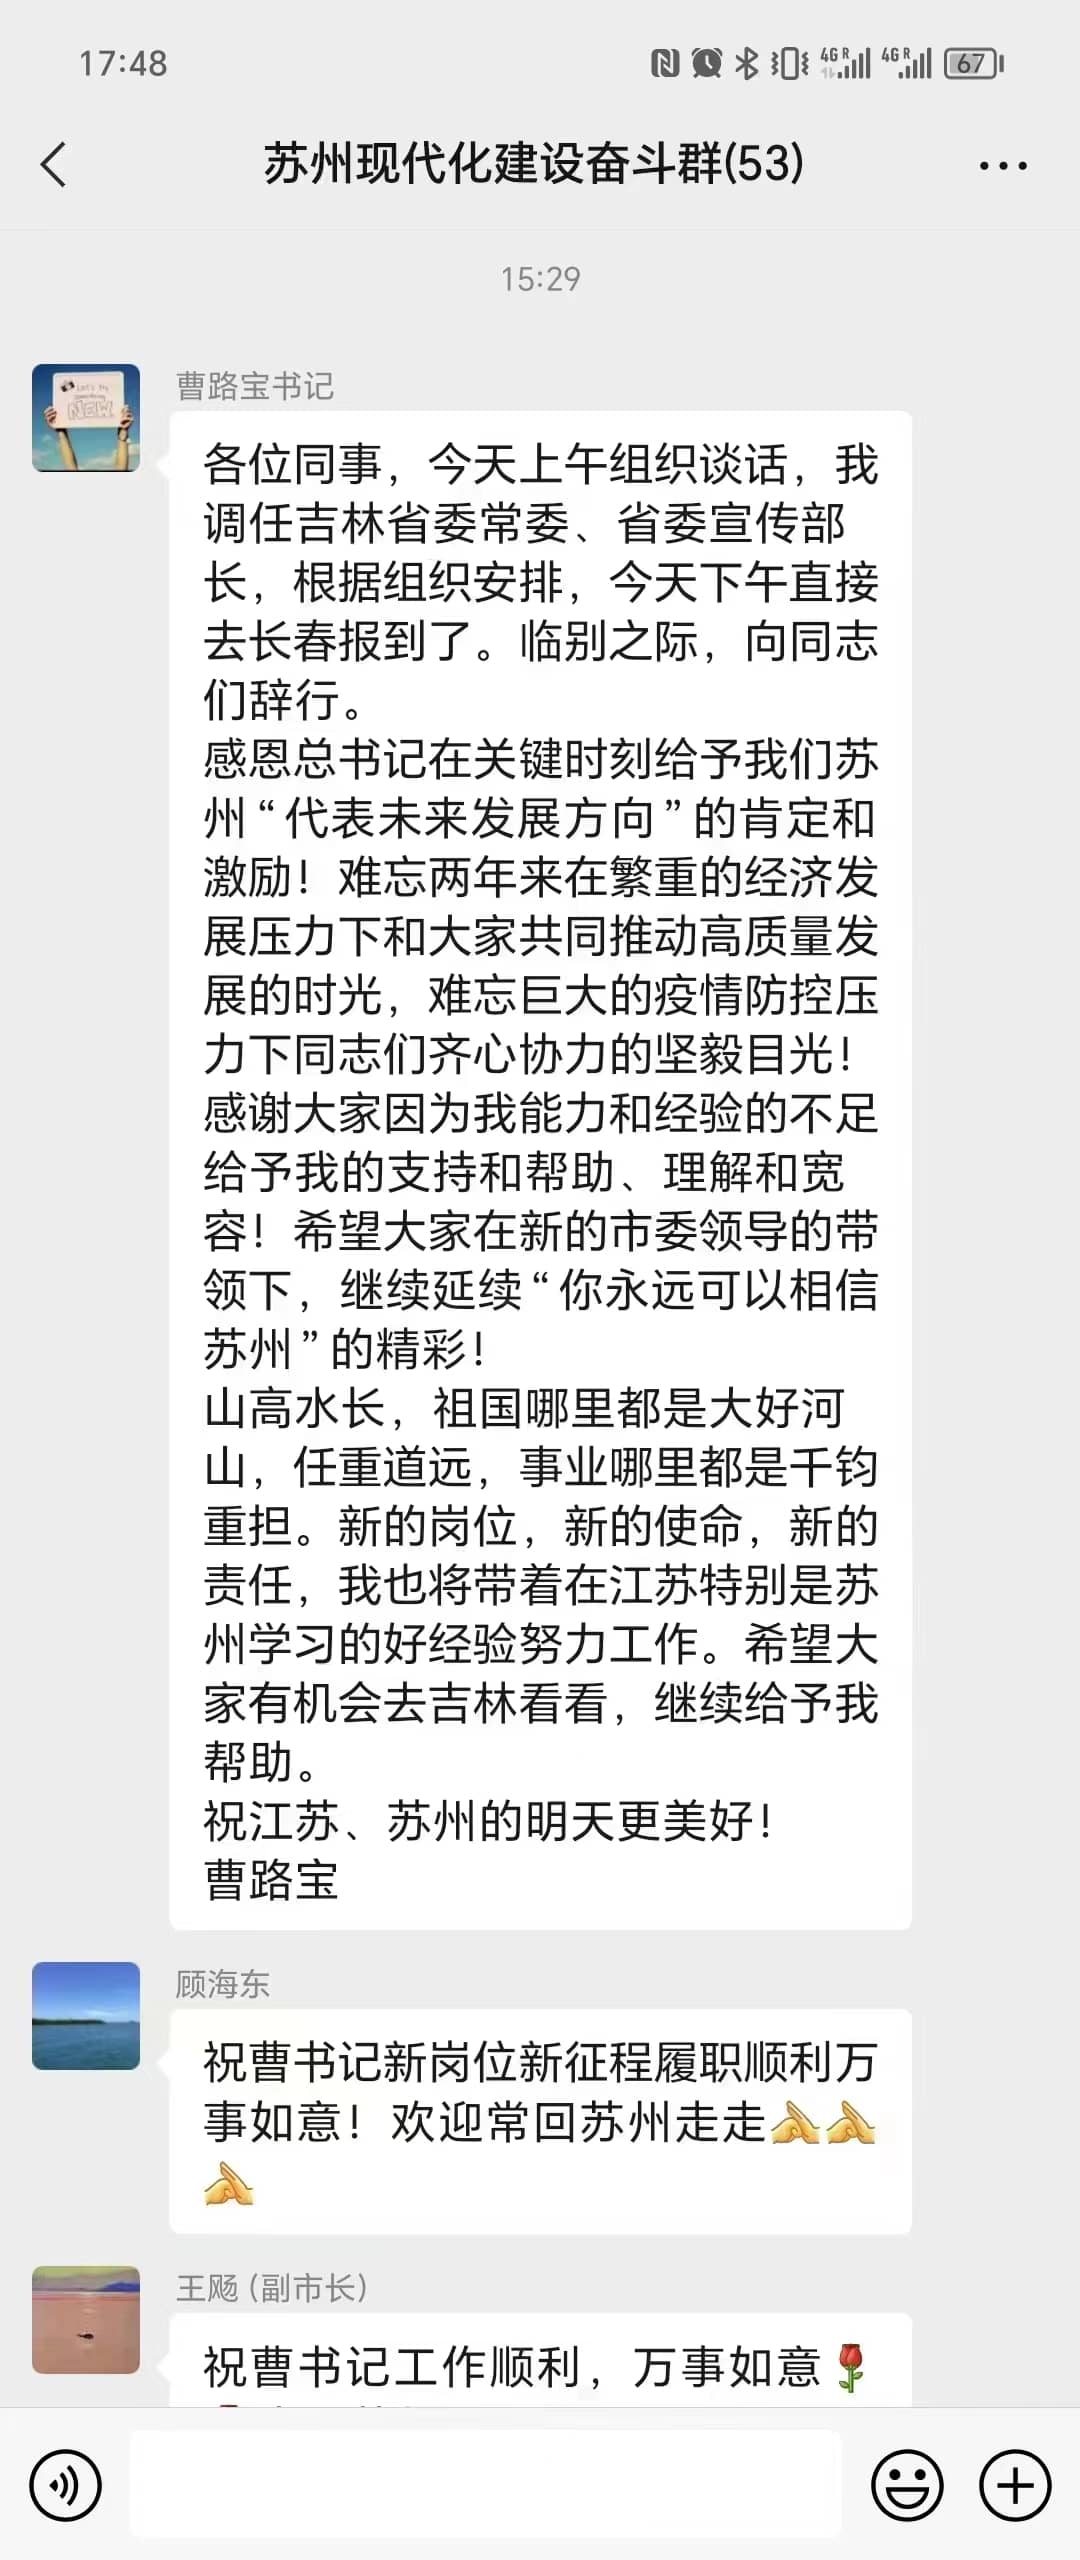 17:48
4G R 4G R 67
苏州现代化建设奋斗群(53)
15:29
Let's try
something
NEW
曹路宝书记
各位同事，今天上午组织谈话，我
调任吉林省委常委、省委宣传部
长，根据组织安排，今天下午直接
去长春报到了。临别之际，向同志
们辞行。
感恩总书记在关键时刻给予我们苏
州“代表未来发展方向”的肯定和
激励！难忘两年来在繁重的经济发
展压力下和大家共同推动高质量发
展的时光，难忘巨大的疫情防控压
力下同志们齐心协力的坚毅目光！
感谢大家因为我能力和经验的不足
给予我的支持和帮助、理解和宽
容！希望大家在新的市委领导的带
领下，继续延续“你永远可以相信
苏州”的精彩！
山高水长，祖国哪里都是大好河
山，任重道远，事业哪里都是千钧
重担。新的岗位，新的使命，新的
责任，我也将带着在江苏特别是苏
州学习的好经验努力工作。希望大
家有机会去吉林看看，继续给予我
帮助。
祝江苏、苏州的明天更美好！
曹路宝
顾海东
祝曹书记新岗位新征程履职顺利万
事如意！欢迎常回苏州走走
王飏（副市长）
祝曹书记工作顺利，万事如意